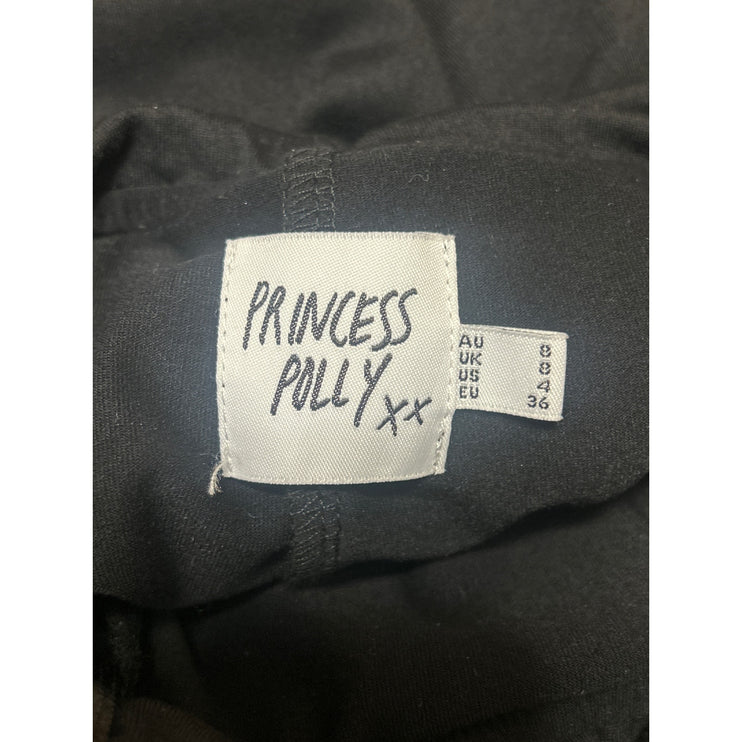 PRINCESS
POLLY xx
AU 8
UK 8
US 4
EU 36